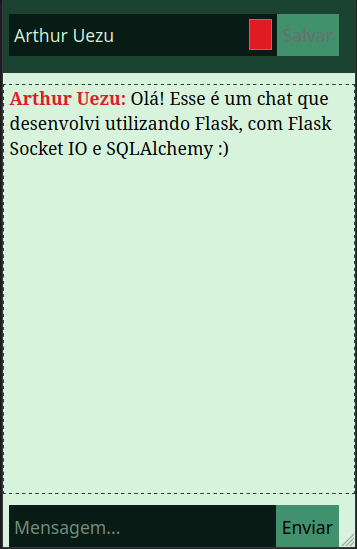 Arthur Uezu
Salvar
Arthur Uezu: Olá! Esse é um chat que
desenvolvi utilizando Flask, com Flask
Socket IO e SQLAlchemy :)
Mensagem...
Enviar